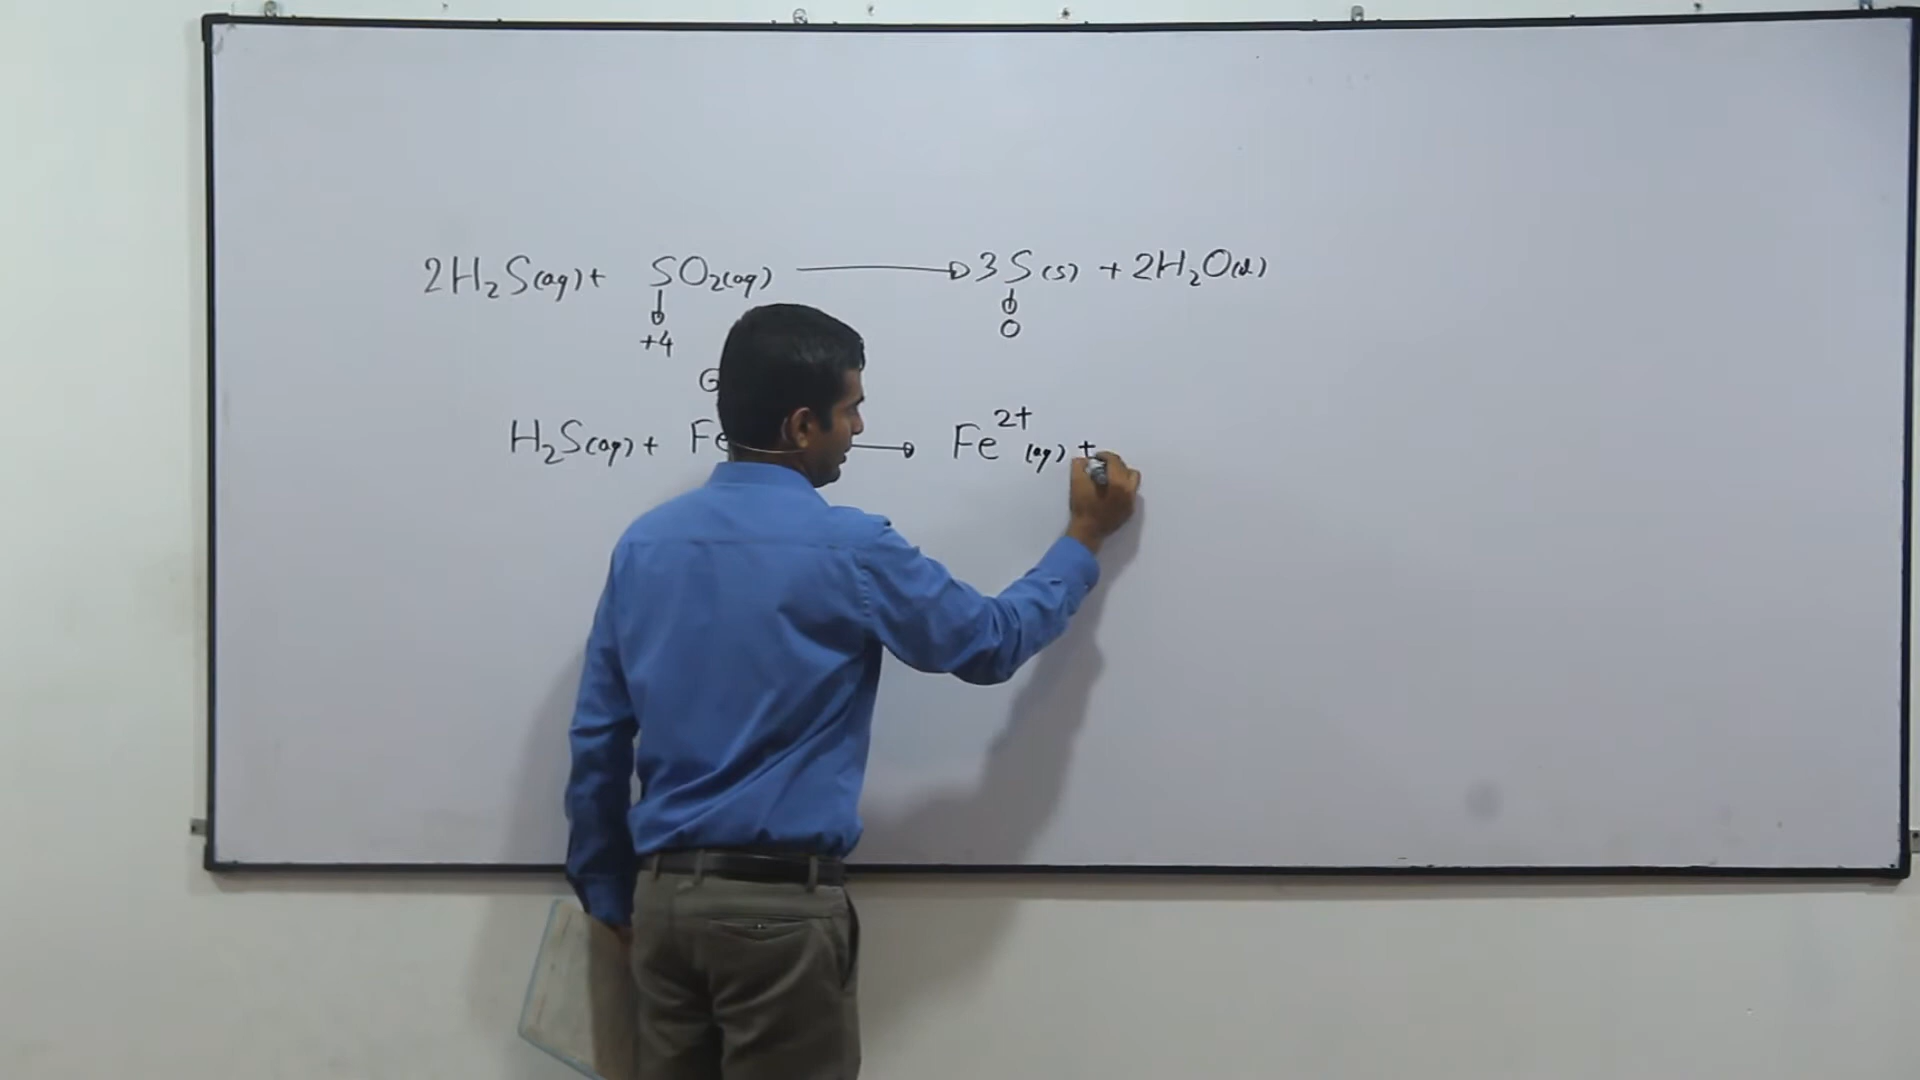 2H₂S(aq) + SO₂(aq) → 3S(s) + 2H₂O(l)
+4 0
H₂S(aq) + Fe → Fe²⁺(aq) +